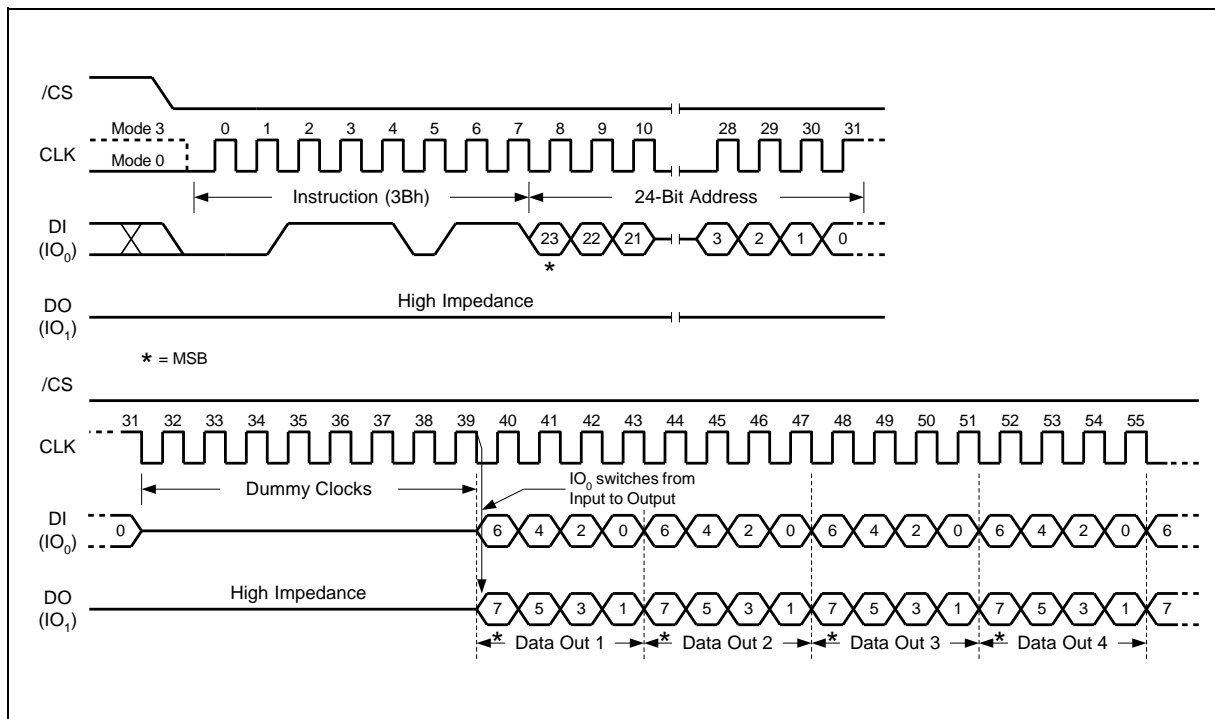 /CS
Mode 3 0 1 2 3 4 5 6 7 8 9 10 28 29 30 31
CLK
Mode 0
Instruction (3Bh) 24-Bit Address
DI
(IO0) 23 22 21 3 2 1 0
*
High Impedance
DO
(IO1)
* = MSB
/CS
31 32 33 34 35 36 37 38 39 40 41 42 43 44 45 46 47 48 49 50 51 52 53 54 55
CLK
Dummy Clocks
IO0 switches from
Input to Output
DI
(IO0) 0 6 4 2 0 6 4 2 0 6 4 2 0 6 4 2 0 6
High Impedance
DO
(IO1) 7 5 3 1 7 5 3 1 7 5 3 1 7 5 3 1 7
* Data Out 1 * Data Out 2 * Data Out 3 * Data Out 4